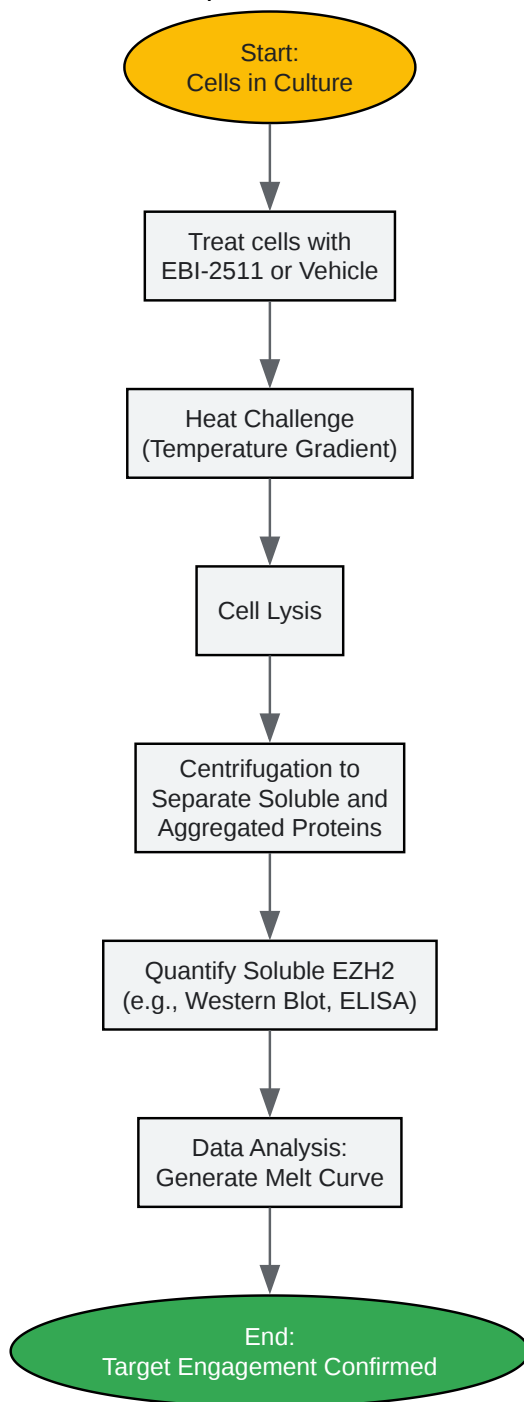 Start:
Cells in Culture
Treat cells with
EBI-2511 or Vehicle
Heat Challenge
(Temperature Gradient)
Cell Lysis
Centrifugation to
Separate Soluble and
Aggregated Proteins
Quantify Soluble EZH2
(e.g., Western Blot, ELISA)
Data Analysis:
Generate Melt Curve
End:
Target Engagement Confirmed